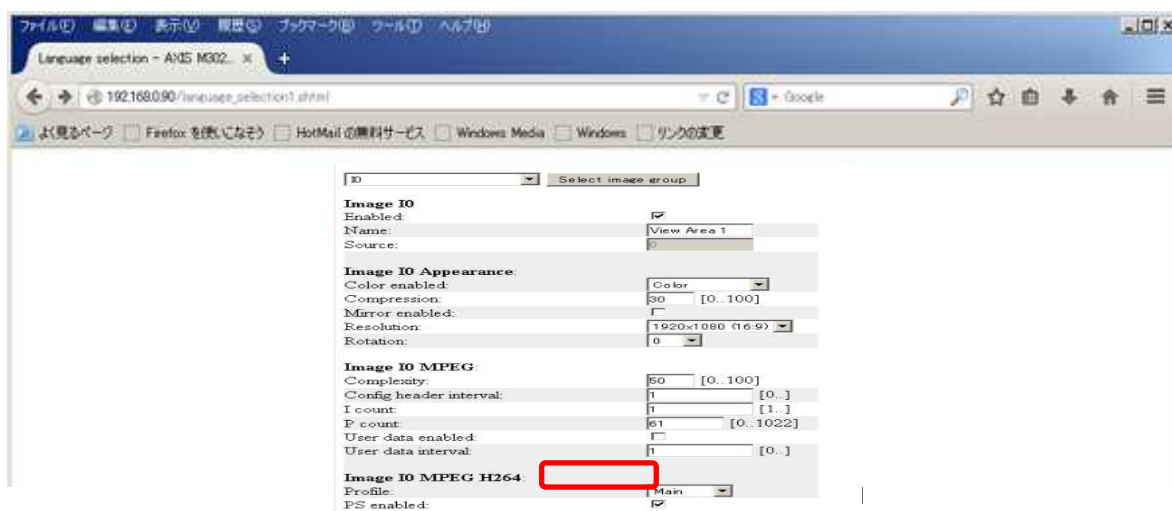 ファイル(F) 編集(E) 表示(V) 履歴(S) ブックマーク(B) ツール(T) ヘルプ(H)
Language selection - AXIS M302... × +
192.168.0.90/language_selection1.shtml
Google
よく見るページ Firefox を使いこなそう HotMail の無料サービス Windows Media Windows リンクの変更
I0 Select image group
Image I0
Enabled:
Name: View Area 1
Source: 0
Image I0 Appearance:
Color enabled: Color
Compression: 30 [0..100]
Mirror enabled:
Resolution: 1920x1080 (16:9)
Rotation: 0
Image I0 MPEG:
Complexity: 50 [0..100]
Config header interval: 1 [0..]
I count: 1 [1..]
P count: 61 [0..1022]
User data enabled:
User data interval: 1 [0..]
Image I0 MPEG H264:
Profile: Main
PS enabled: